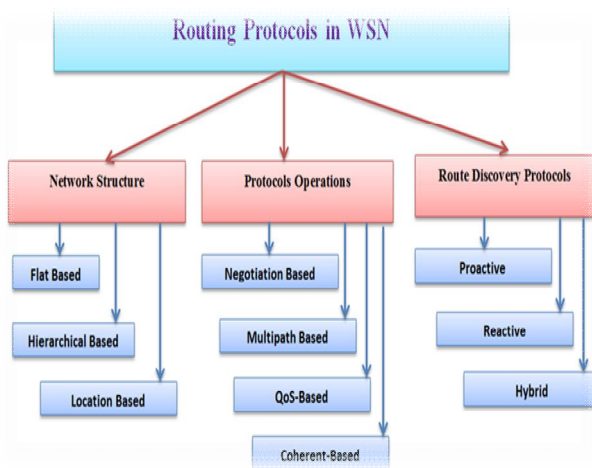 Routing Protocols in WSN
Network Structure
Protocols Operations
Route Discovery Protocols
Flat Based
Hierarchical Based
Location Based
Negotiation Based
Multipath Based
QoS-Based
Coherent-Based
Proactive
Reactive
Hybrid